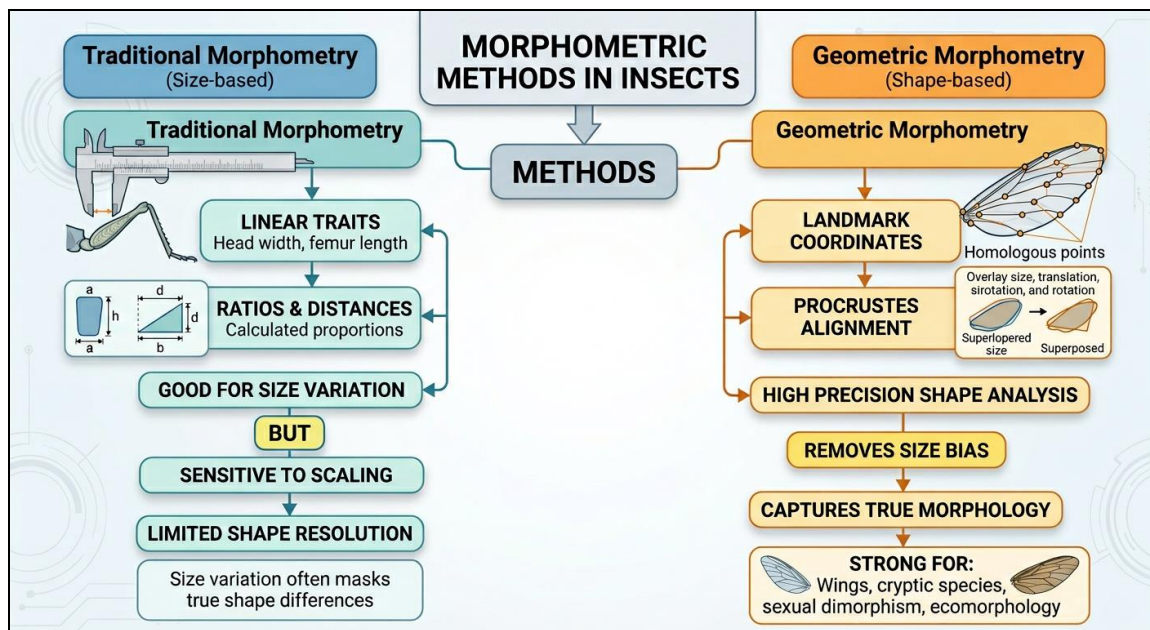 MORPHOMETRIC
METHODS IN INSECTS
METHODS
Traditional Morphometry
(Size-based)
Traditional Morphometry
LINEAR TRAITS
Head width, femur length
a
h
a
d
d
b
RATIOS & DISTANCES
Calculated proportions
GOOD FOR SIZE VARIATION
BUT
SENSITIVE TO SCALING
LIMITED SHAPE RESOLUTION
Size variation often masks
true shape differences
Geometric Morphometry
(Shape-based)
Geometric Morphometry
LANDMARK
COORDINATES
Homologous points
PROCRUSTES
ALIGNMENT
Overlay size, translation,
sirotation, and rotation
Superlopered
size
Superposed
HIGH PRECISION SHAPE ANALYSIS
REMOVES SIZE BIAS
CAPTURES TRUE MORPHOLOGY
STRONG FOR:
Wings, cryptic species,
sexual dimorphism, ecomorphology